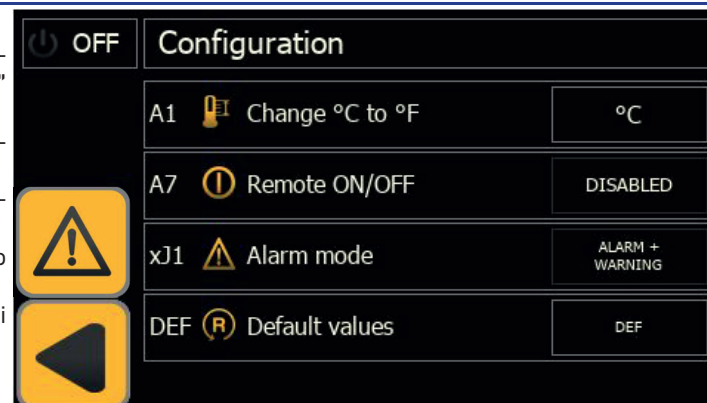 OFF
Configuration
A1 Change °C to °F °C
A7 Remote ON/OFF DISABLED
xJ1 Alarm mode ALARM +
WARNING
DEF R Default values DEF